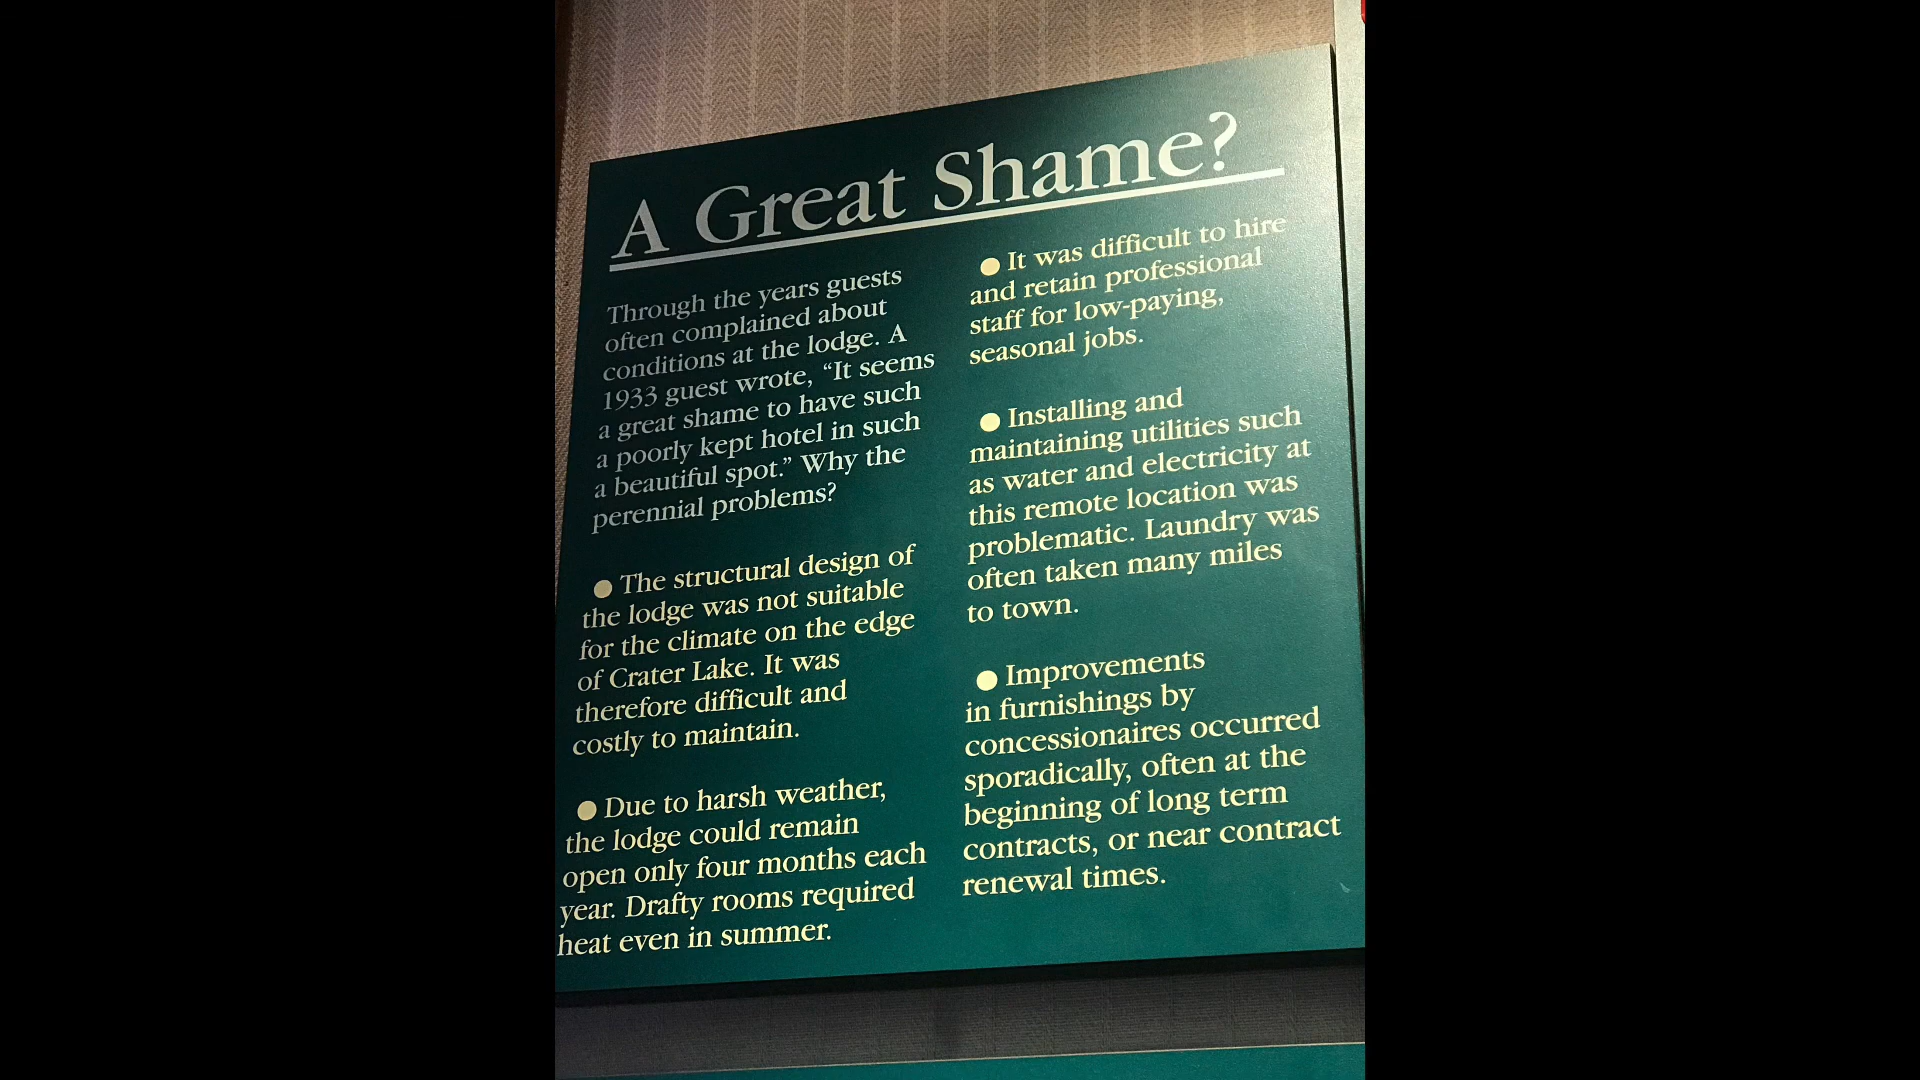 A Great Shame?
Through the years guests
often complained about
conditions at the lodge. A
1933 guest wrote, “It seems
a great shame to have such
a poorly kept hotel in such
a beautiful spot.” Why the
perennial problems?
● The structural design of
the lodge was not suitable
for the climate on the edge
of Crater Lake. It was
therefore difficult and
costly to maintain.
● Due to harsh weather,
the lodge could remain
open only four months each
year. Drafty rooms required
heat even in summer.
● It was difficult to hire
and retain professional
staff for low-paying,
seasonal jobs.
● Installing and
maintaining utilities such
as water and electricity at
this remote location was
problematic. Laundry was
often taken many miles
to town.
● Improvements
in furnishings by
concessionaires occurred
sporadically, often at the
beginning of long term
contracts, or near contract
renewal times.